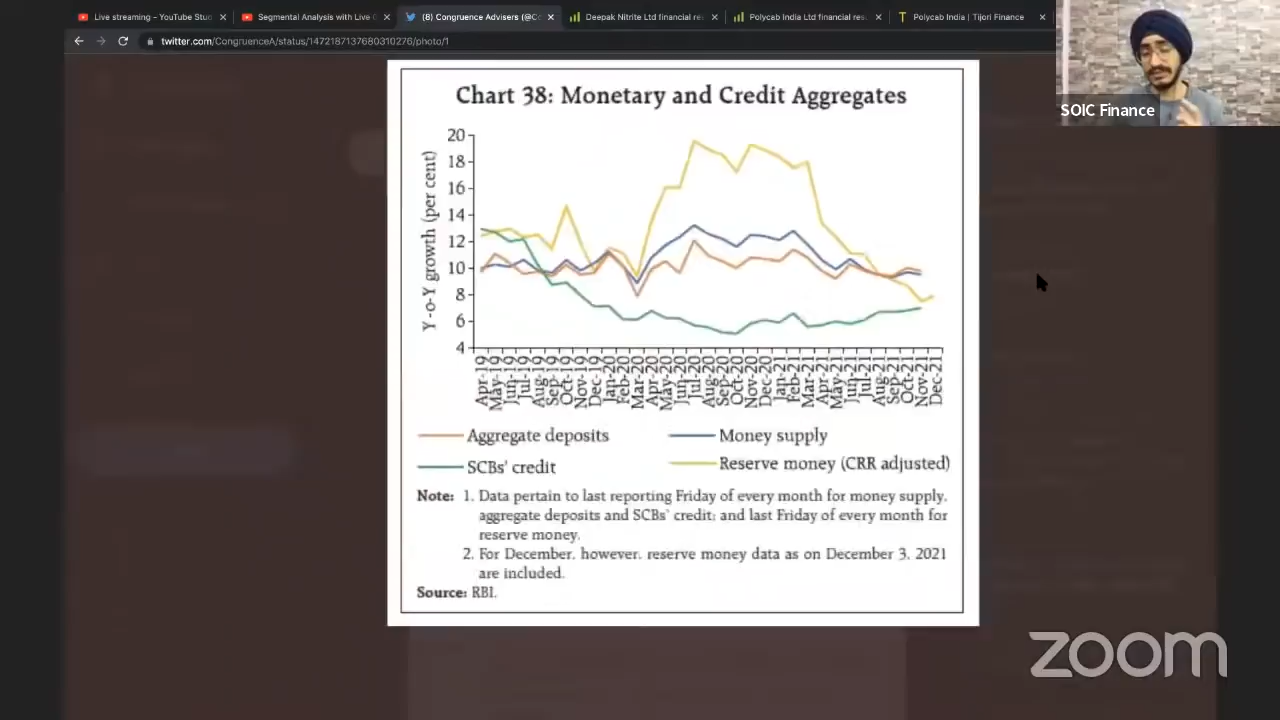 Live streaming - YouTube Stud
Segmental Analysis with Live
(8) Congruence Advisers (@Co
Deepak Nitrite Ltd financial re
Polycab India Ltd financial res
Polycab India | Tijori Finance
twitter.com/CongruenceA/status/1472187137680310276/photo/1
SOIC Finance
Chart 38: Monetary and Credit Aggregates
Y-o-Y growth (per cent)
20
18
16
14
12
10
8
6
4
Apr-19
May-19
Jun-19
Jul-19
Aug-19
Sep-19
Oct-19
Nov-19
Dec-19
Jan-20
Feb-20
Mar-20
Apr-20
May-20
Jun-20
Jul-20
Aug-20
Sep-20
Oct-20
Nov-20
Dec-20
Jan-21
Feb-21
Mar-21
Apr-21
May-21
Jun-21
Jul-21
Aug-21
Sep-21
Oct-21
Nov-21
Dec-21
Aggregate deposits
Money supply
SCBs' credit
Reserve money (CRR adjusted)
Note: 1. Data pertain to last reporting Friday of every month for money supply,
aggregate deposits and SCBs' credit; and last Friday of every month for
reserve money.
2. For December, however, reserve money data as on December 3, 2021
are included.
Source: RBI.
zoom